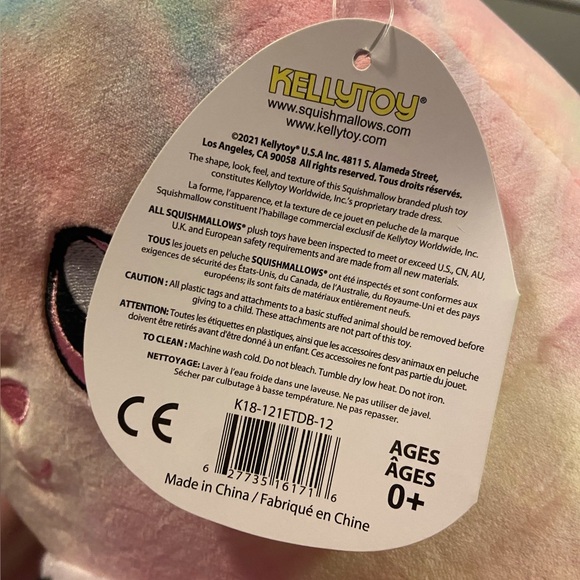 KELLYTOY®
www.squishmallows.com
www.kellytoy.com
©2021 Kellytoy® U.S.A Inc. 4811 S. Alameda Street,
Los Angeles, CA 90058 All rights reserved. Tous droits réservés.
The shape, look, feel, and texture of this Squishmallow branded plush toy
constitutes Kellytoy Worldwide, Inc.'s proprietary trade dress.
La forme, l'apparence, et la texture de ce jouet en peluche de la marque
Squishmallow constituent l'habillage commercial exclusif de Kellytoy Worldwide, Inc.
ALL SQUISHMALLOWS® plush toys have been inspected to meet or exceed U.S., CN, AU,
U.K. and European safety requirements and are made from all new materials.
TOUS les jouets en peluche SQUISHMALLOWS® ont été inspectés et sont conformes aux
exigences de sécurité des États-Unis, du Canada, de l'Australie, du Royaume-Uni et des pays
européens; ils sont faits de matériaux entièrement neufs.
CAUTION : All plastic tags and attachments to a basic stuffed animal should be removed before
giving to a child. These attachments are not part of this toy.
ATTENTION: Toutes les étiquettes en plastiques, ainsi que les accessoires desv animaux en peluche
doivent être retirés avant d'être donné à un enfant. Ces accessoires ne font pas partie du jouet.
TO CLEAN : Machine wash cold. Do not bleach. Tumble dry low heat. Do not iron.
NETTOYAGE: Laver à l'eau froide dans une laveuse. Ne pas utiliser de javel.
Sécher par culbutage à basse température. Ne pas repasser.
CE
K18-121ETDB-12
6 27735 16171 6
AGES
ÂGES
0+
Made in China / Fabriqué en Chine